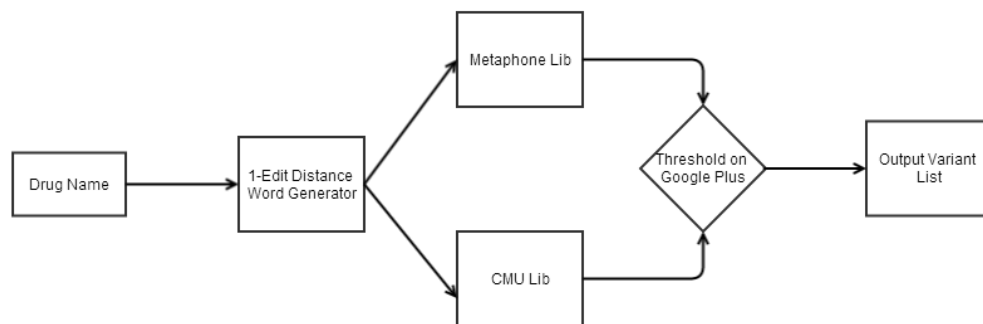 Drug Name
1-Edit Distance
Word Generator
Metaphone Lib
CMU Lib
Threshold on
Google Plus
Output Variant
List